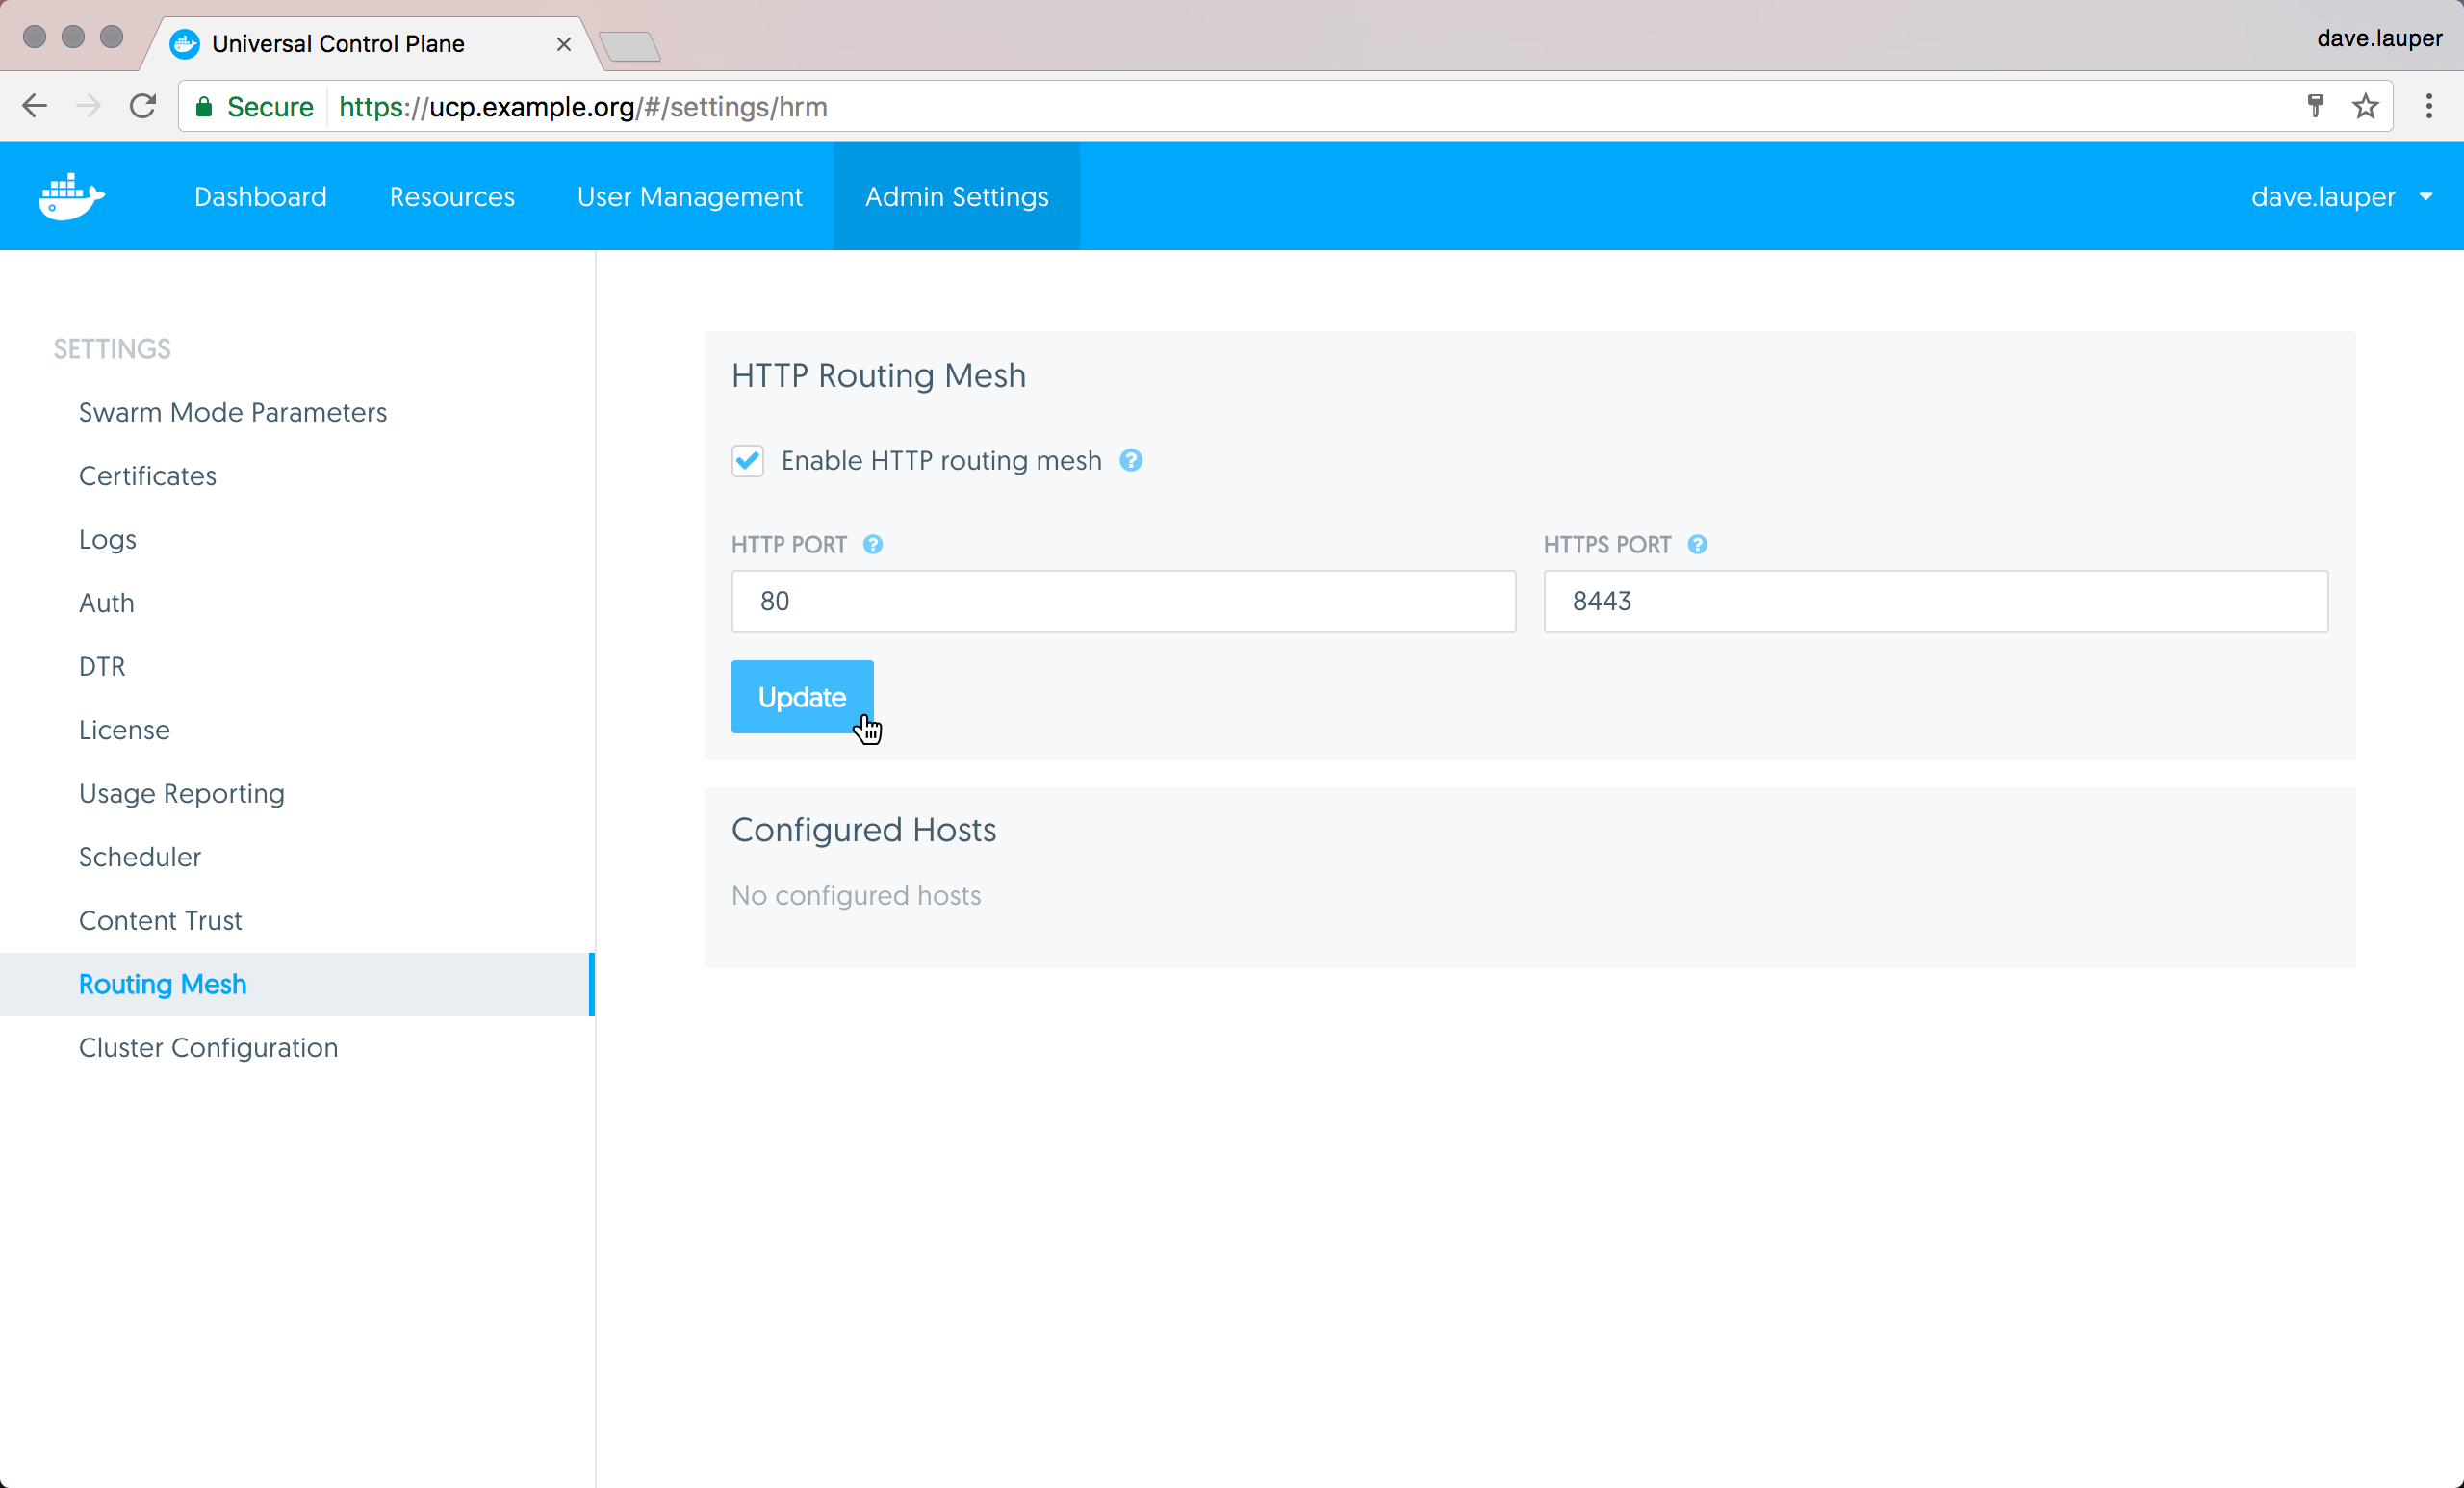 Universal Control Plane
dave.lauper
Secure
https://ucp.example.org/#/settings/hrm
Dashboard
Resources
User Management
Admin Settings
dave.lauper
SETTINGS
Swarm Mode Parameters
Certificates
Logs
Auth
DTR
License
Usage Reporting
Scheduler
Content Trust
Routing Mesh
Cluster Configuration
HTTP Routing Mesh
Enable HTTP routing mesh ?
HTTP PORT ?
80
HTTPS PORT ?
8443
Update
Configured Hosts
No configured hosts